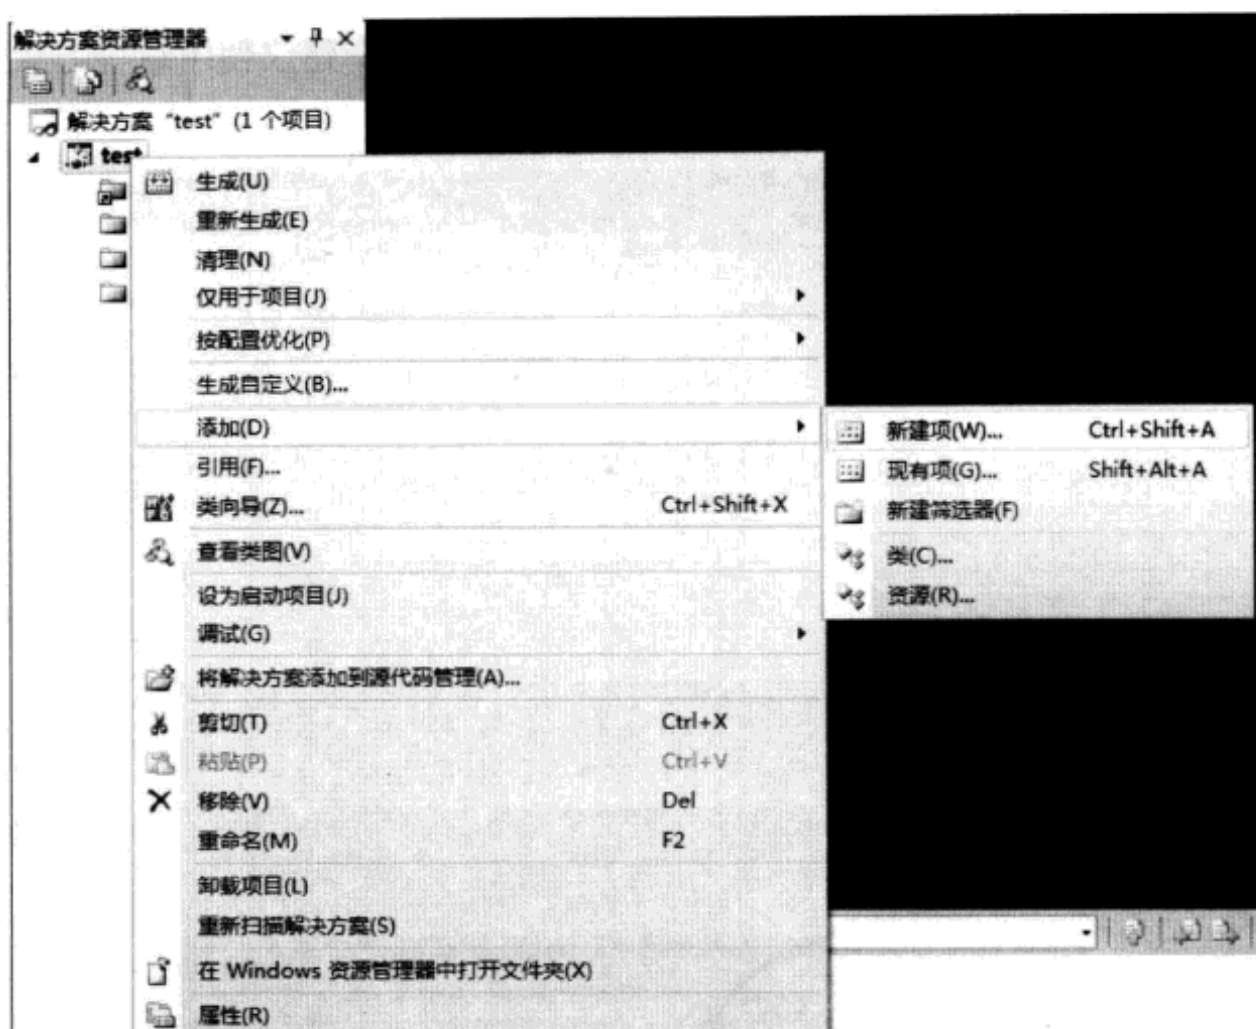 解决方案资源管理器
解决方案 "test" (1 个项目)
test
生成(U)
重新生成(E)
清理(N)
仅用于项目(J)
按配置优化(P)
生成自定义(B)...
添加(D)
新建项(W)... Ctrl+Shift+A
引用(F)...
现有项(G)... Shift+Alt+A
类向导(Z)... Ctrl+Shift+X
新建筛选器(F)
查看类图(V)
类(C)...
设为启动项目(J)
资源(R)...
调试(G)
将解决方案添加到源代码管理(A)...
剪切(T) Ctrl+X
粘贴(P) Ctrl+V
移除(V) Del
重命名(M) F2
卸载项目(L)
重新扫描解决方案(S)
在 Windows 资源管理器中打开文件夹(X)
属性(R)